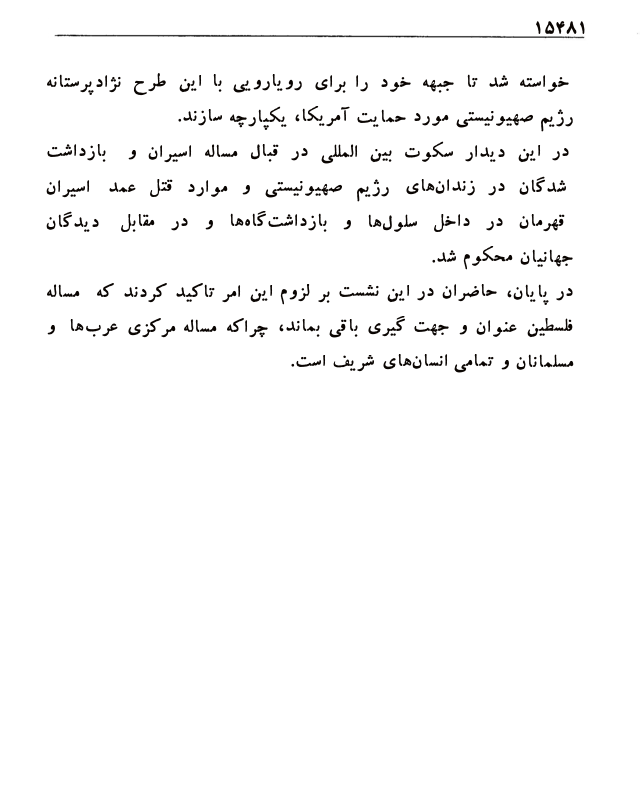 ۱۵۴۸۱
خواسته شد تا جبهه خود را برای رویارویی با این طرح نژادپرستانه
رژیم صهیونیستی مورد حمایت آمریکا، یکپارچه سازند.
در این دیدار سکوت بین المللی در قبال مساله اسیران و بازداشت
شدگان در زندان‌های رژیم صهیونیستی و موارد قتل عمد اسیران
قهرمان در داخل سلول‌ها و بازداشت‌گاه‌ها و در مقابل دیدگان
جهانیان محکوم شد.
در پایان، حاضران در این نشست بر لزوم این امر تاکید کردند که مساله
فلسطین عنوان و جهت گیری باقی بماند، چراکه مساله مرکزی عرب‌ها و
مسلمانان و تمامی انسان‌های شریف است.